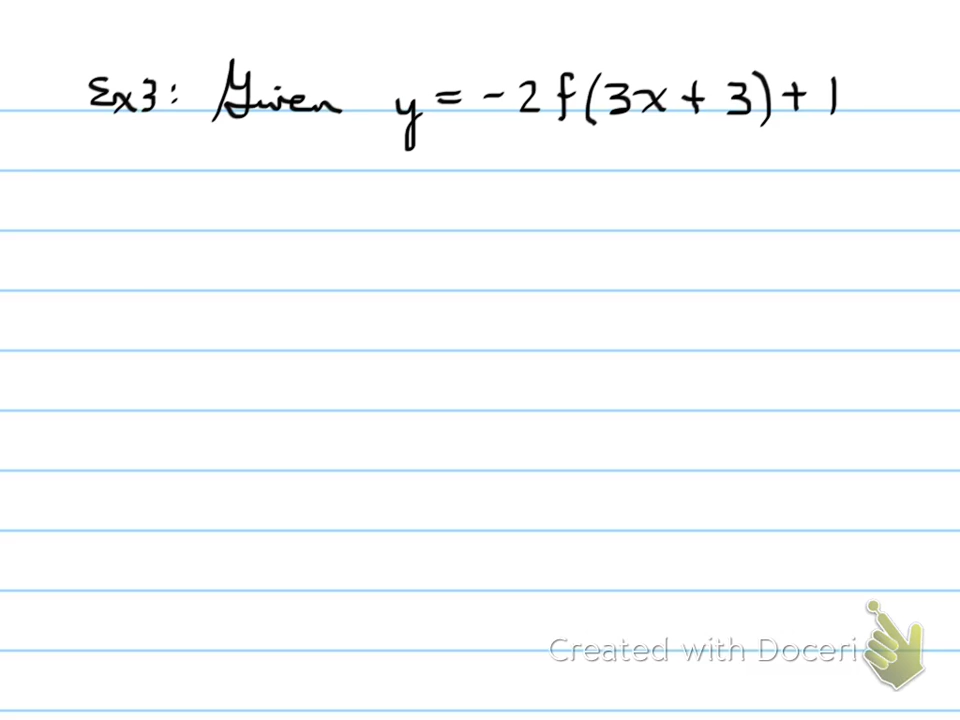 Ex3: Given y = -2f(3x + 3) + 1
Created with Doceri